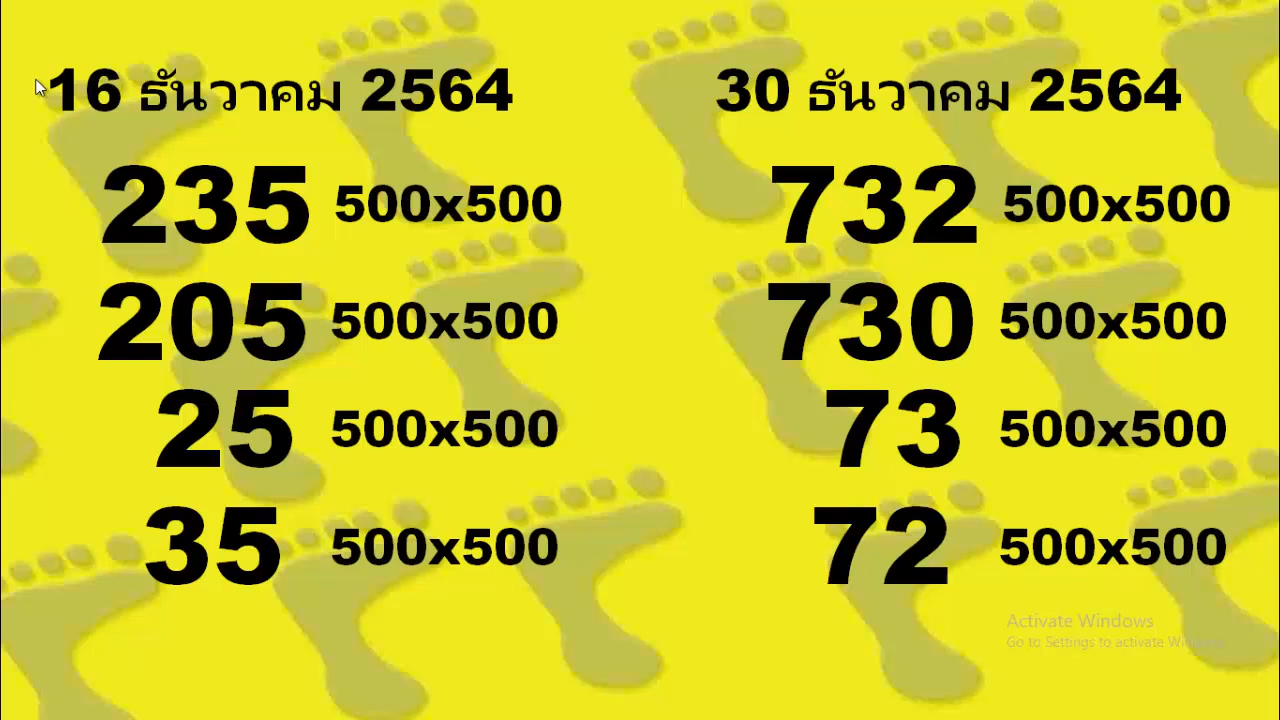 16 ธันวาคม 2564
235 500x500
205 500x500
25 500x500
35 500x500
30 ธันวาคม 2564
732 500x500
730 500x500
73 500x500
72 500x500
Activate Windows
Go to Settings to activate Windows.